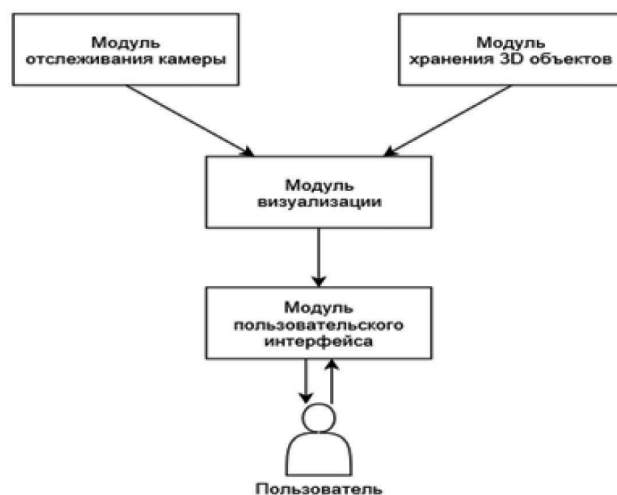 Модуль
отслеживания камеры
Модуль
хранения 3D объектов
Модуль
визуализации
Модуль
пользовательского
интерфейса
Пользователь